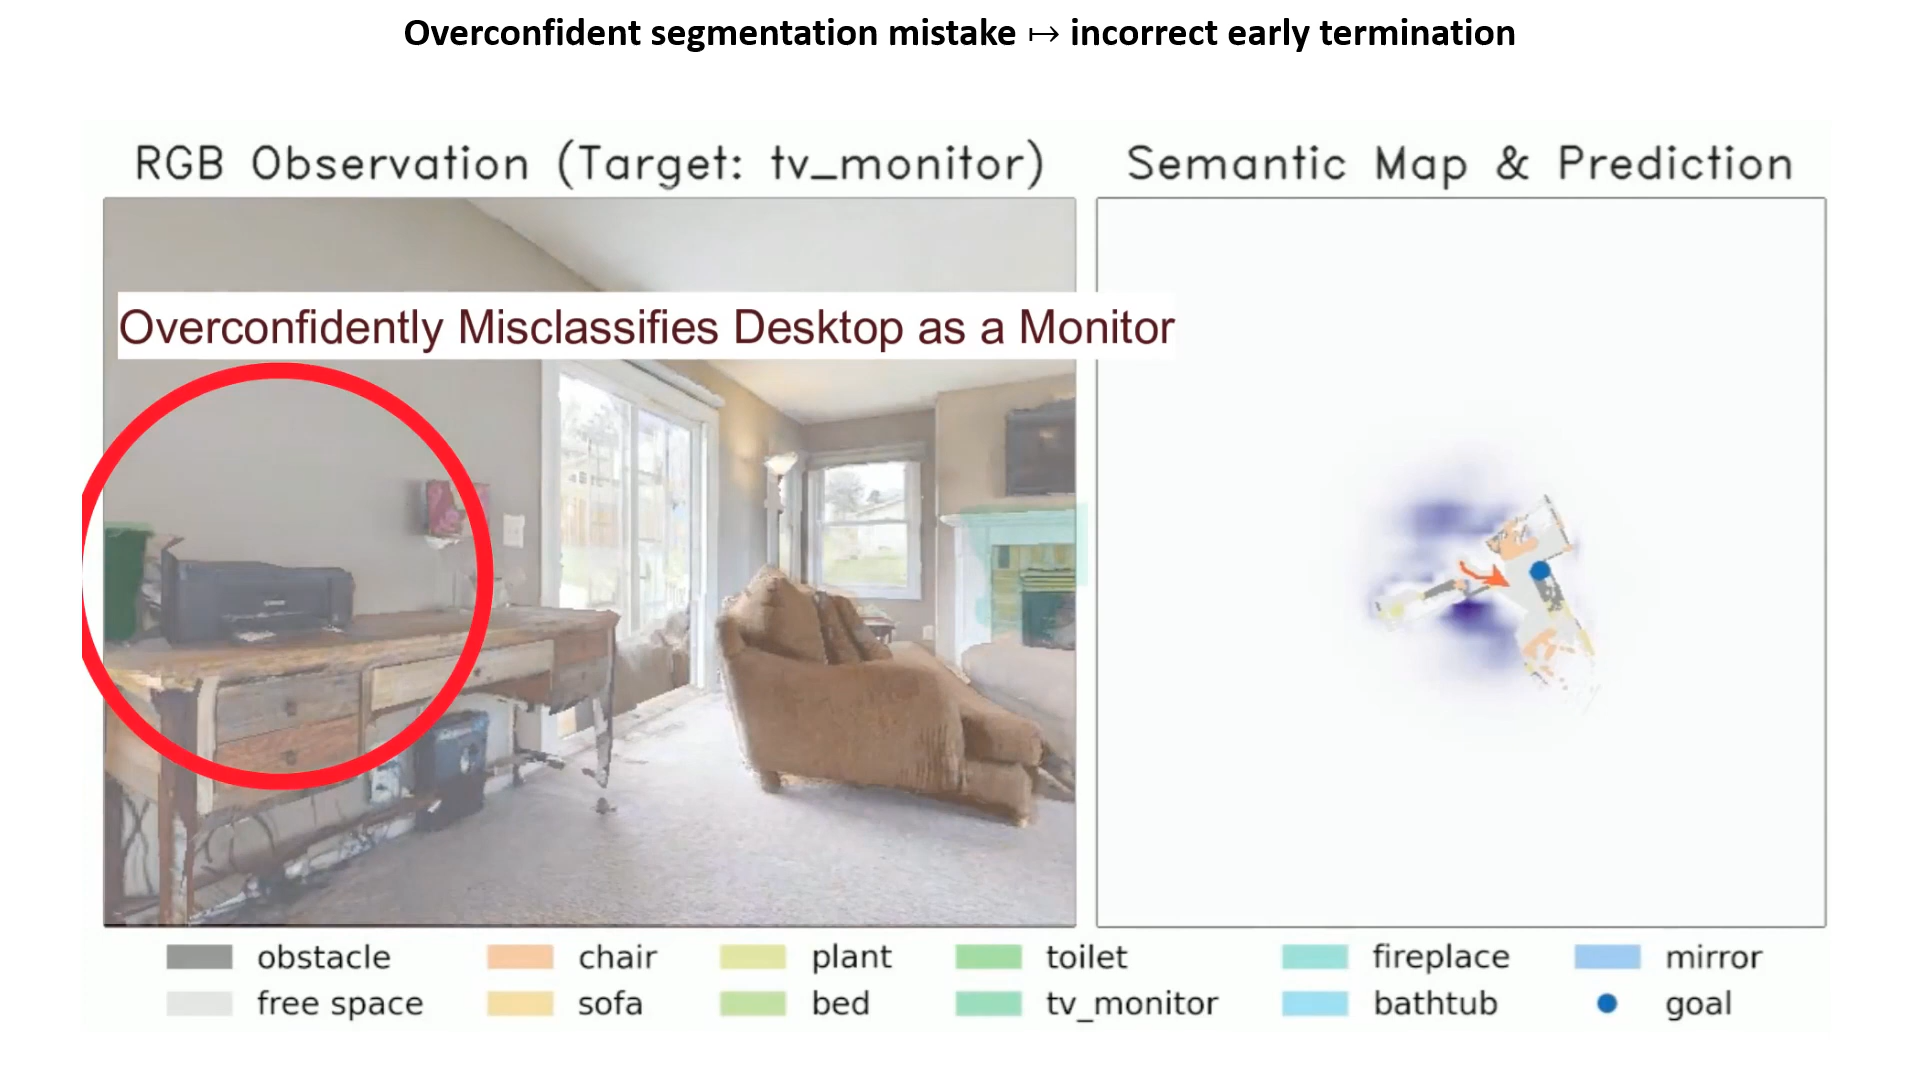 Overconfident segmentation mistake ↦ incorrect early termination
RGB Observation (Target: tv_monitor)
Semantic Map & Prediction
Overconfidently Misclassifies Desktop as a Monitor
obstacle chair plant toilet fireplace mirror
free space sofa bed tv_monitor bathtub goal